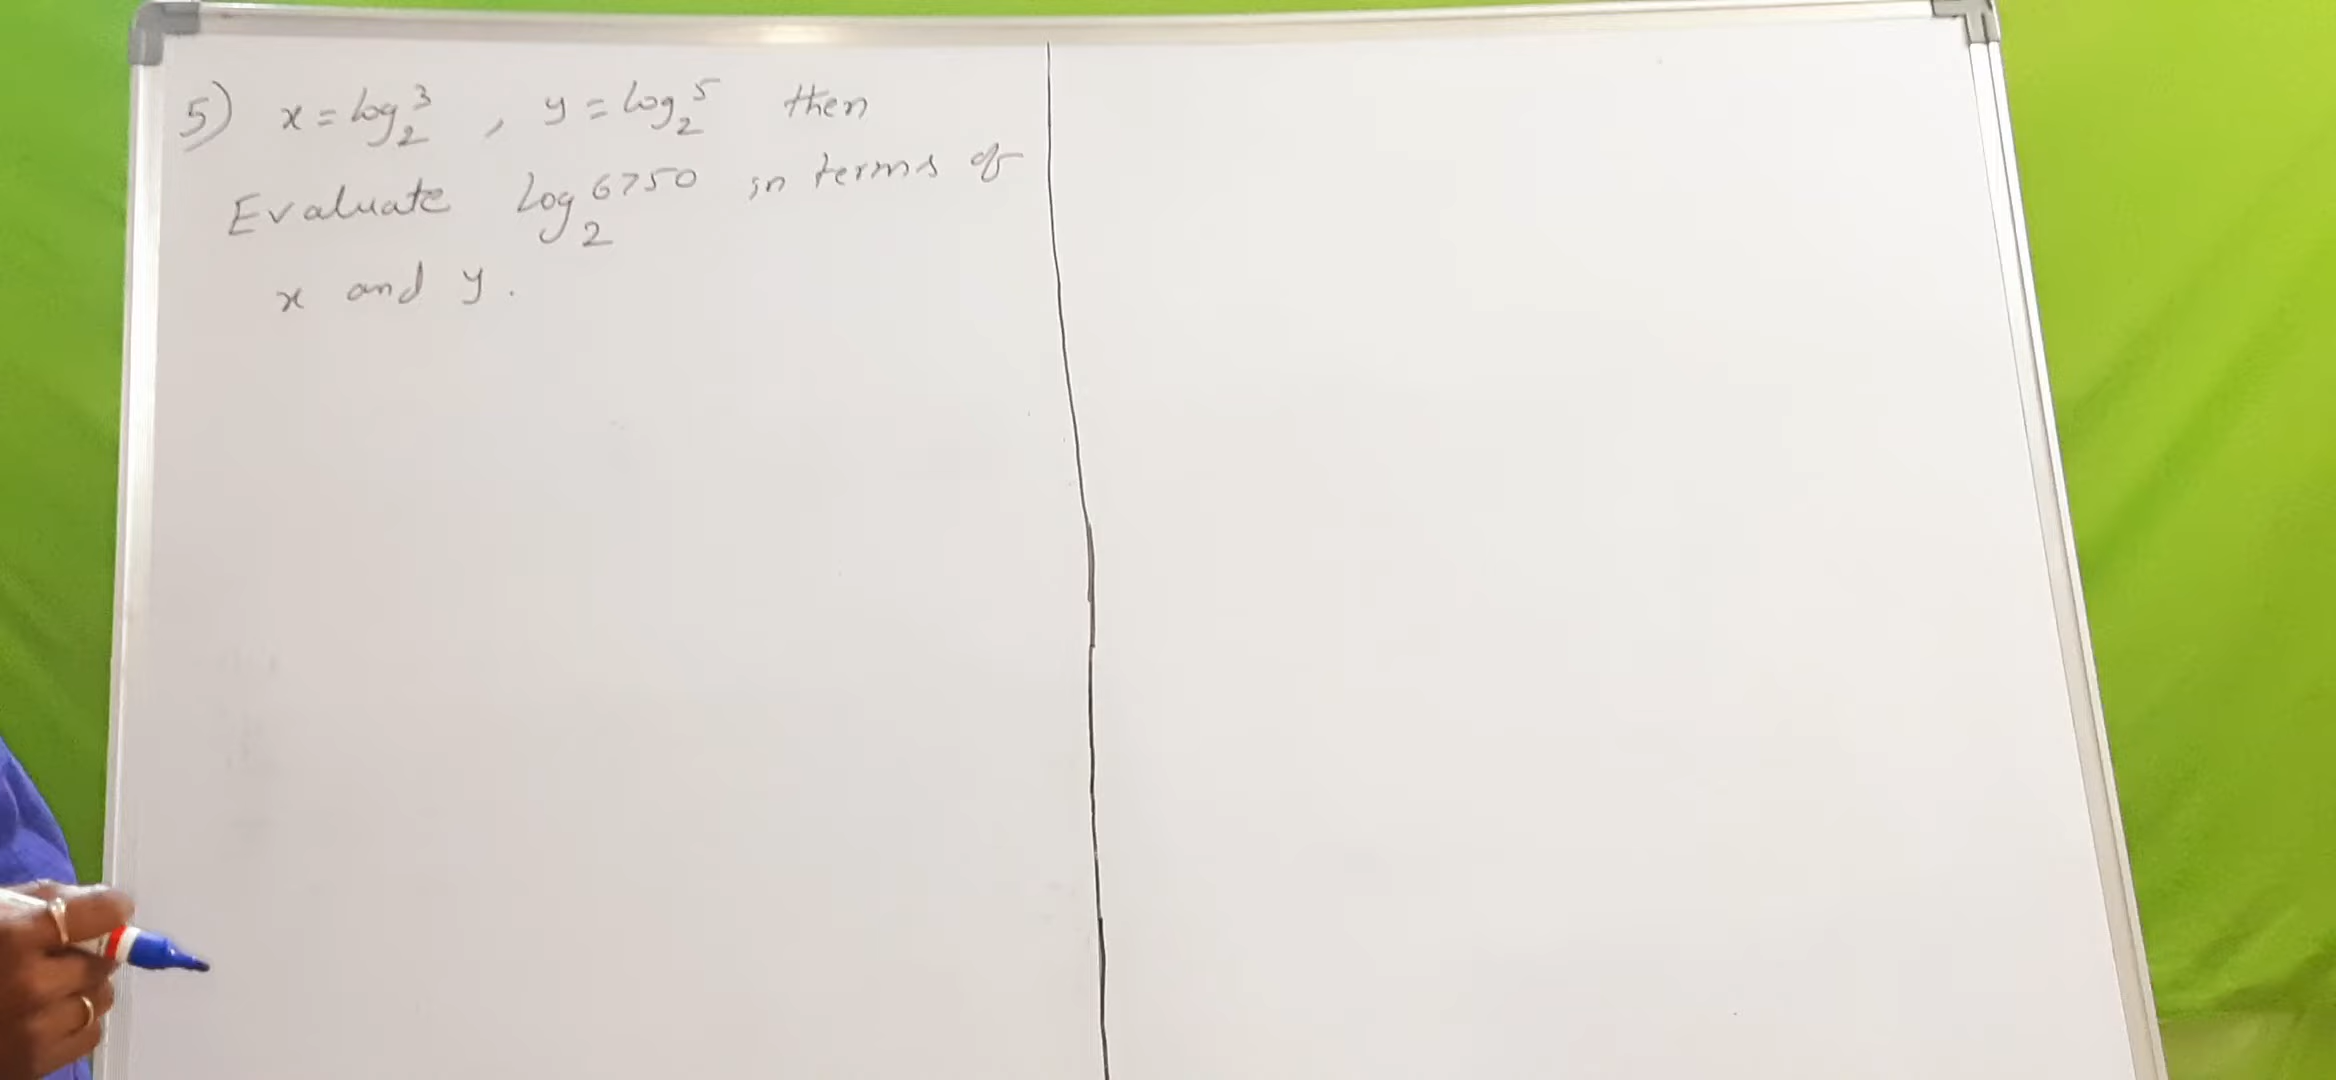 5) x = log₂3 , y = log₂5 then
Evaluate Log₂6750 in terms of
x and y.